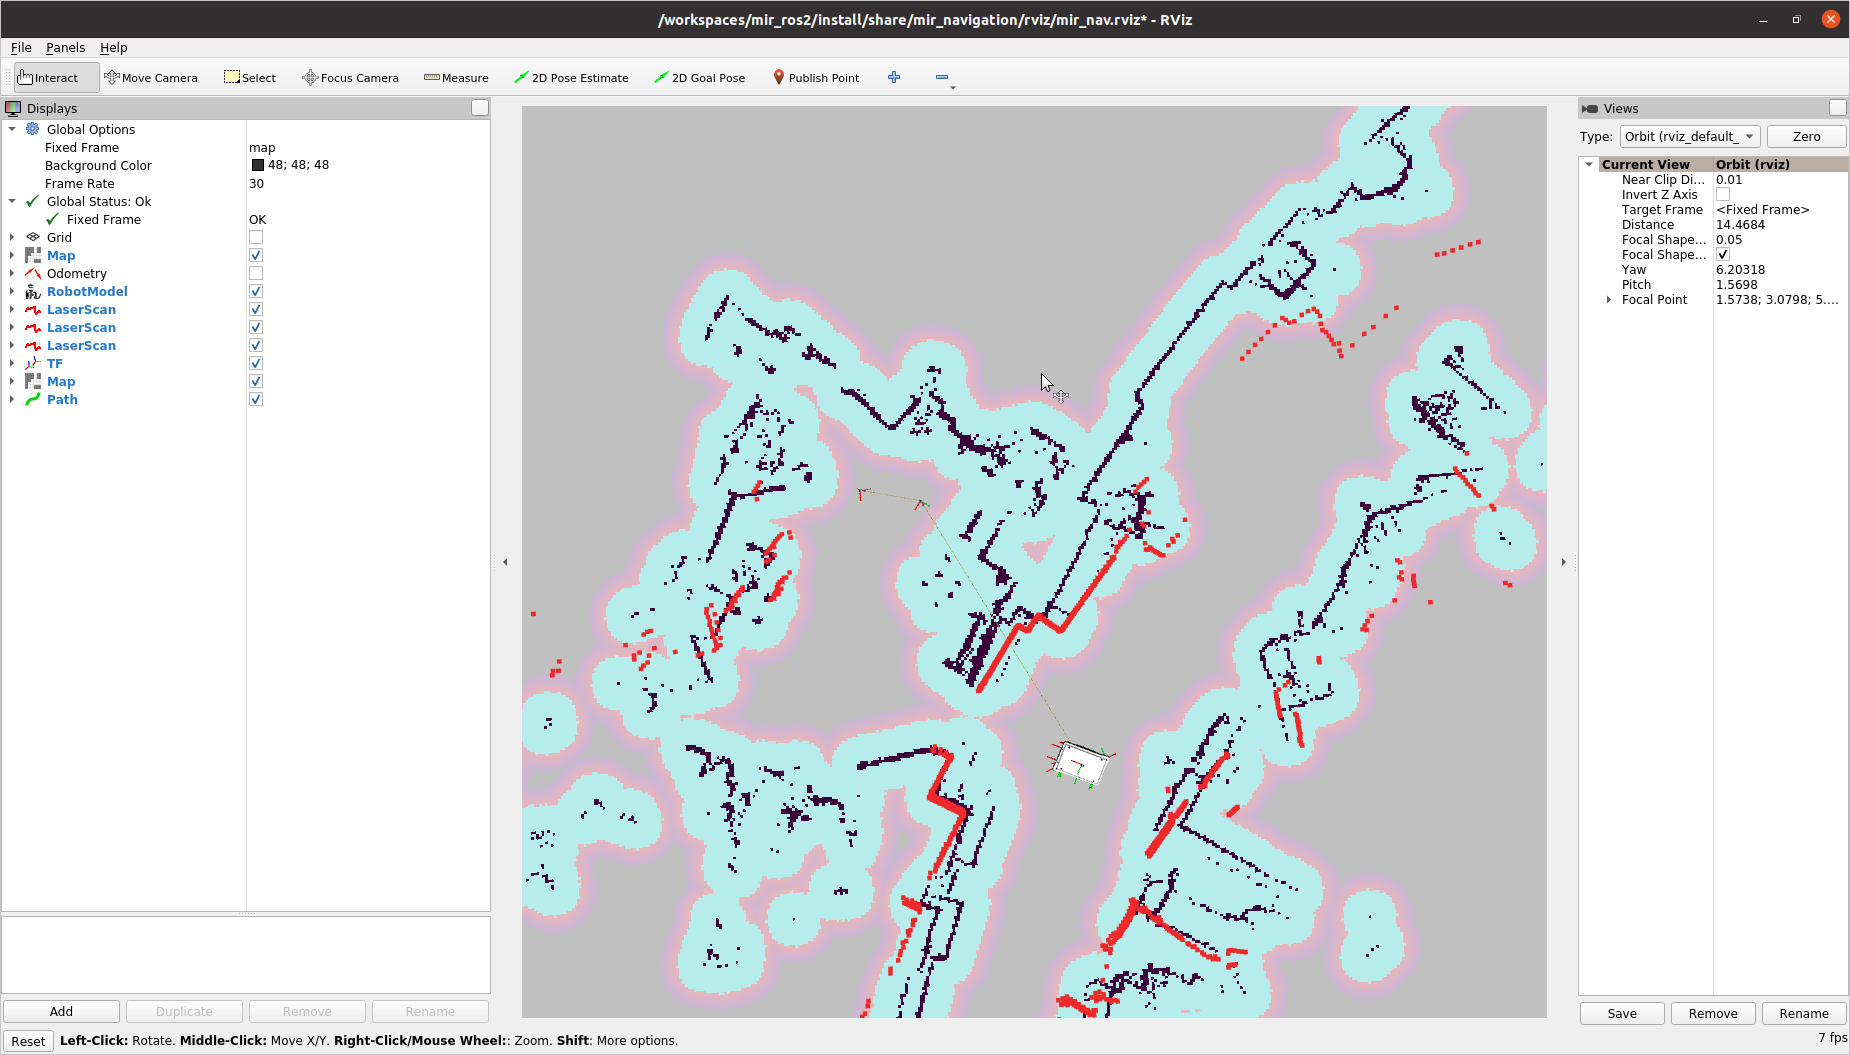 /workspaces/mir_ros2/install/share/mir_navigation/rviz/mir_nav.rviz* - RViz
File Panels Help
Interact Move Camera Select Focus Camera Measure 2D Pose Estimate 2D Goal Pose Publish Point
Displays
Global Options
Fixed Frame map
Background Color 48; 48; 48
Frame Rate 30
Global Status: Ok
Fixed Frame OK
Grid
Map
Odometry
RobotModel
LaserScan
LaserScan
LaserScan
TF
Map
Path
Add Duplicate Remove Rename
Reset Left-Click: Rotate. Middle-Click: Move X/Y. Right-Click/Mouse Wheel:: Zoom. Shift: More options.
Views
Type: Orbit (rviz_default_ Zero
Current View Orbit (rviz)
Near Clip Di... 0.01
Invert Z Axis
Target Frame <Fixed Frame>
Distance 14.4684
Focal Shape... 0.05
Focal Shape...
Yaw 6.20318
Pitch 1.5698
Focal Point 1.5738; 3.0798; 5....
Save Remove Rename
7 fps